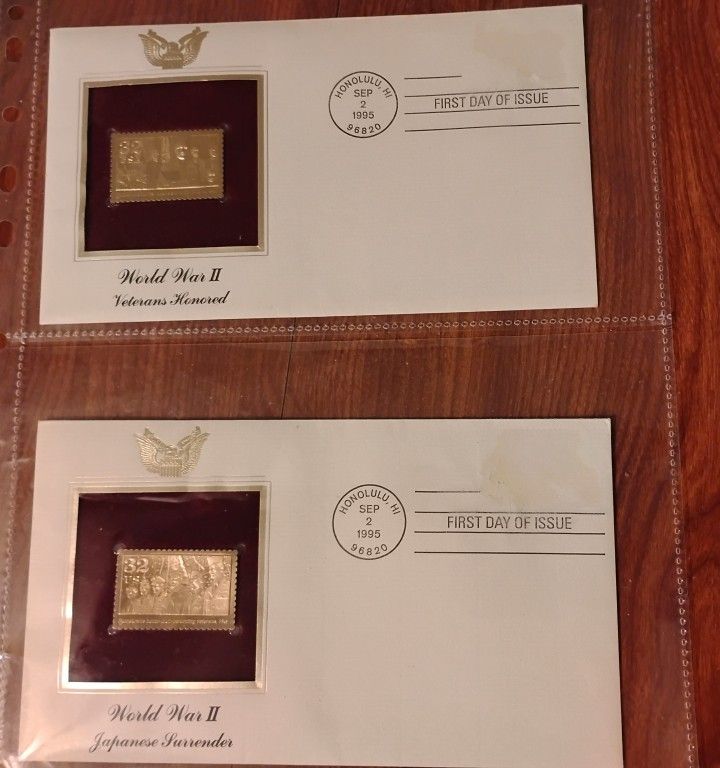 HONOLULU, HI
SEP
2
1995
96820
FIRST DAY OF ISSUE
32
World War II
Veterans Honored
HONOLULU, HI
SEP
2
1995
96820
FIRST DAY OF ISSUE
32
World War II
Japanese Surrender